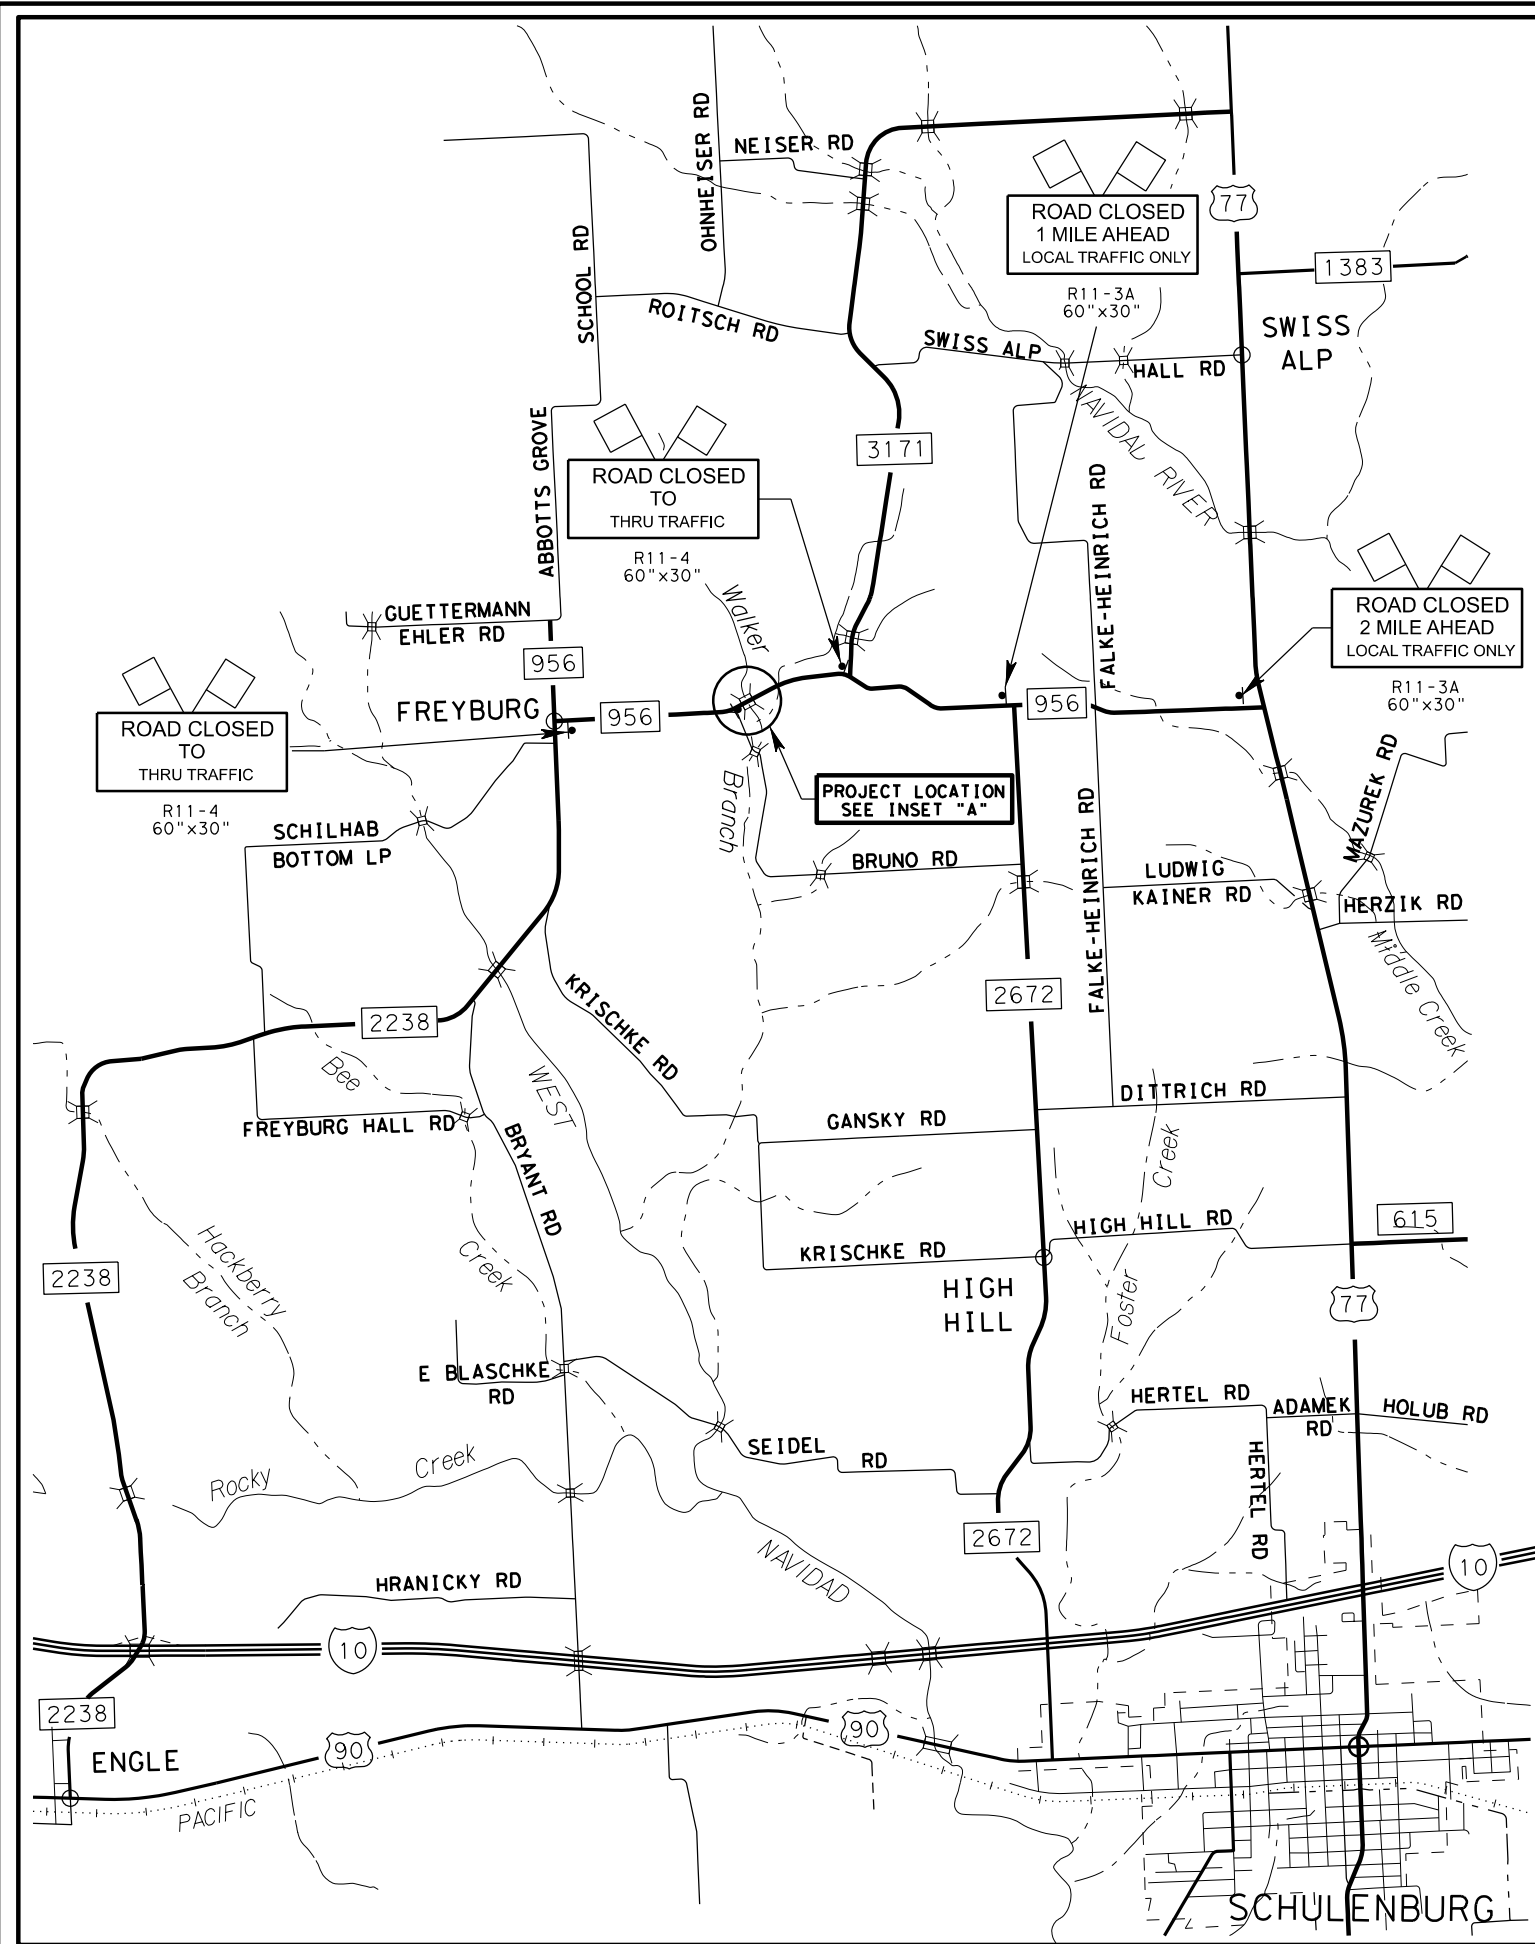 OHNHEISER RD
NEISER RD
ROAD CLOSED
1 MILE AHEAD
LOCAL TRAFFIC ONLY
R11-3A
60"x30"
77
1383
SCHOOL RD
ROITSCH RD
SWISS ALP
HALL RD
SWISS
ALP
NAVIDAL RIVER
3171
ABBOTTS GROVE
ROAD CLOSED
TO
THRU TRAFFIC
R11-4
60"x30"
FALKE-HEINRICH RD
Walker
GUETTERMANN
EHLER RD
956
ROAD CLOSED
2 MILE AHEAD
LOCAL TRAFFIC ONLY
R11-3A
60"x30"
FREYBURG
956
956
ROAD CLOSED
TO
THRU TRAFFIC
R11-4
60"x30"
Branch
PROJECT LOCATION
SEE INSET "A"
MAZUREK RD
SCHILHAB
BOTTOM LP
BRUNO RD
FALKE-HEINRICH RD
LUDWIG
KAINER RD
HERZIK RD
Middle Creek
KRISCHKE RD
2672
2238
Bee
WEST
FREYBURG HALL RD
BRYANT RD
GANSKY RD
DITTRICH RD
Creek
HIGH HILL RD
615
KRISCHKE RD
Creek
Hackberry
Branch
2238
HIGH
HILL
Foster
77
E BLASCHKE
RD
HERTEL RD
ADAMEK
RD
HOLUB RD
SEIDEL
RD
HERTEL RD
Rocky
Creek
2672
NAVIDAD
HRANICKY RD
10
10
2238
ENGLE
90
90
PACIFIC
SCHULENBURG